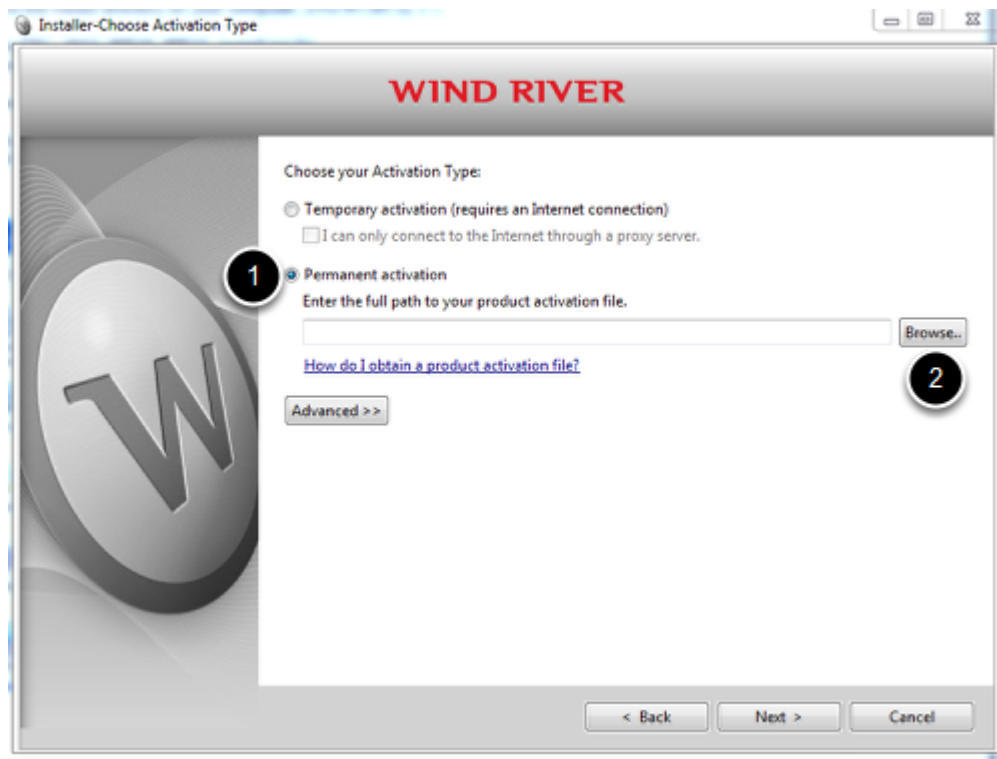 Installer-Choose Activation Type
WIND RIVER
Choose your Activation Type:
Temporary activation (requires an Internet connection)
I can only connect to the Internet through a proxy server.
1
Permanent activation
Enter the full path to your product activation file.
Browse..
How do I obtain a product activation file?
2
Advanced >>
W
< Back Next > Cancel